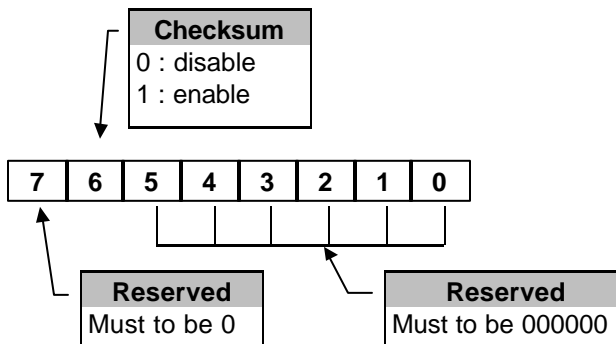 Checksum
0 : disable
1 : enable
7 6 5 4 3 2 1 0
Reserved
Must to be 0
Reserved
Must to be 000000